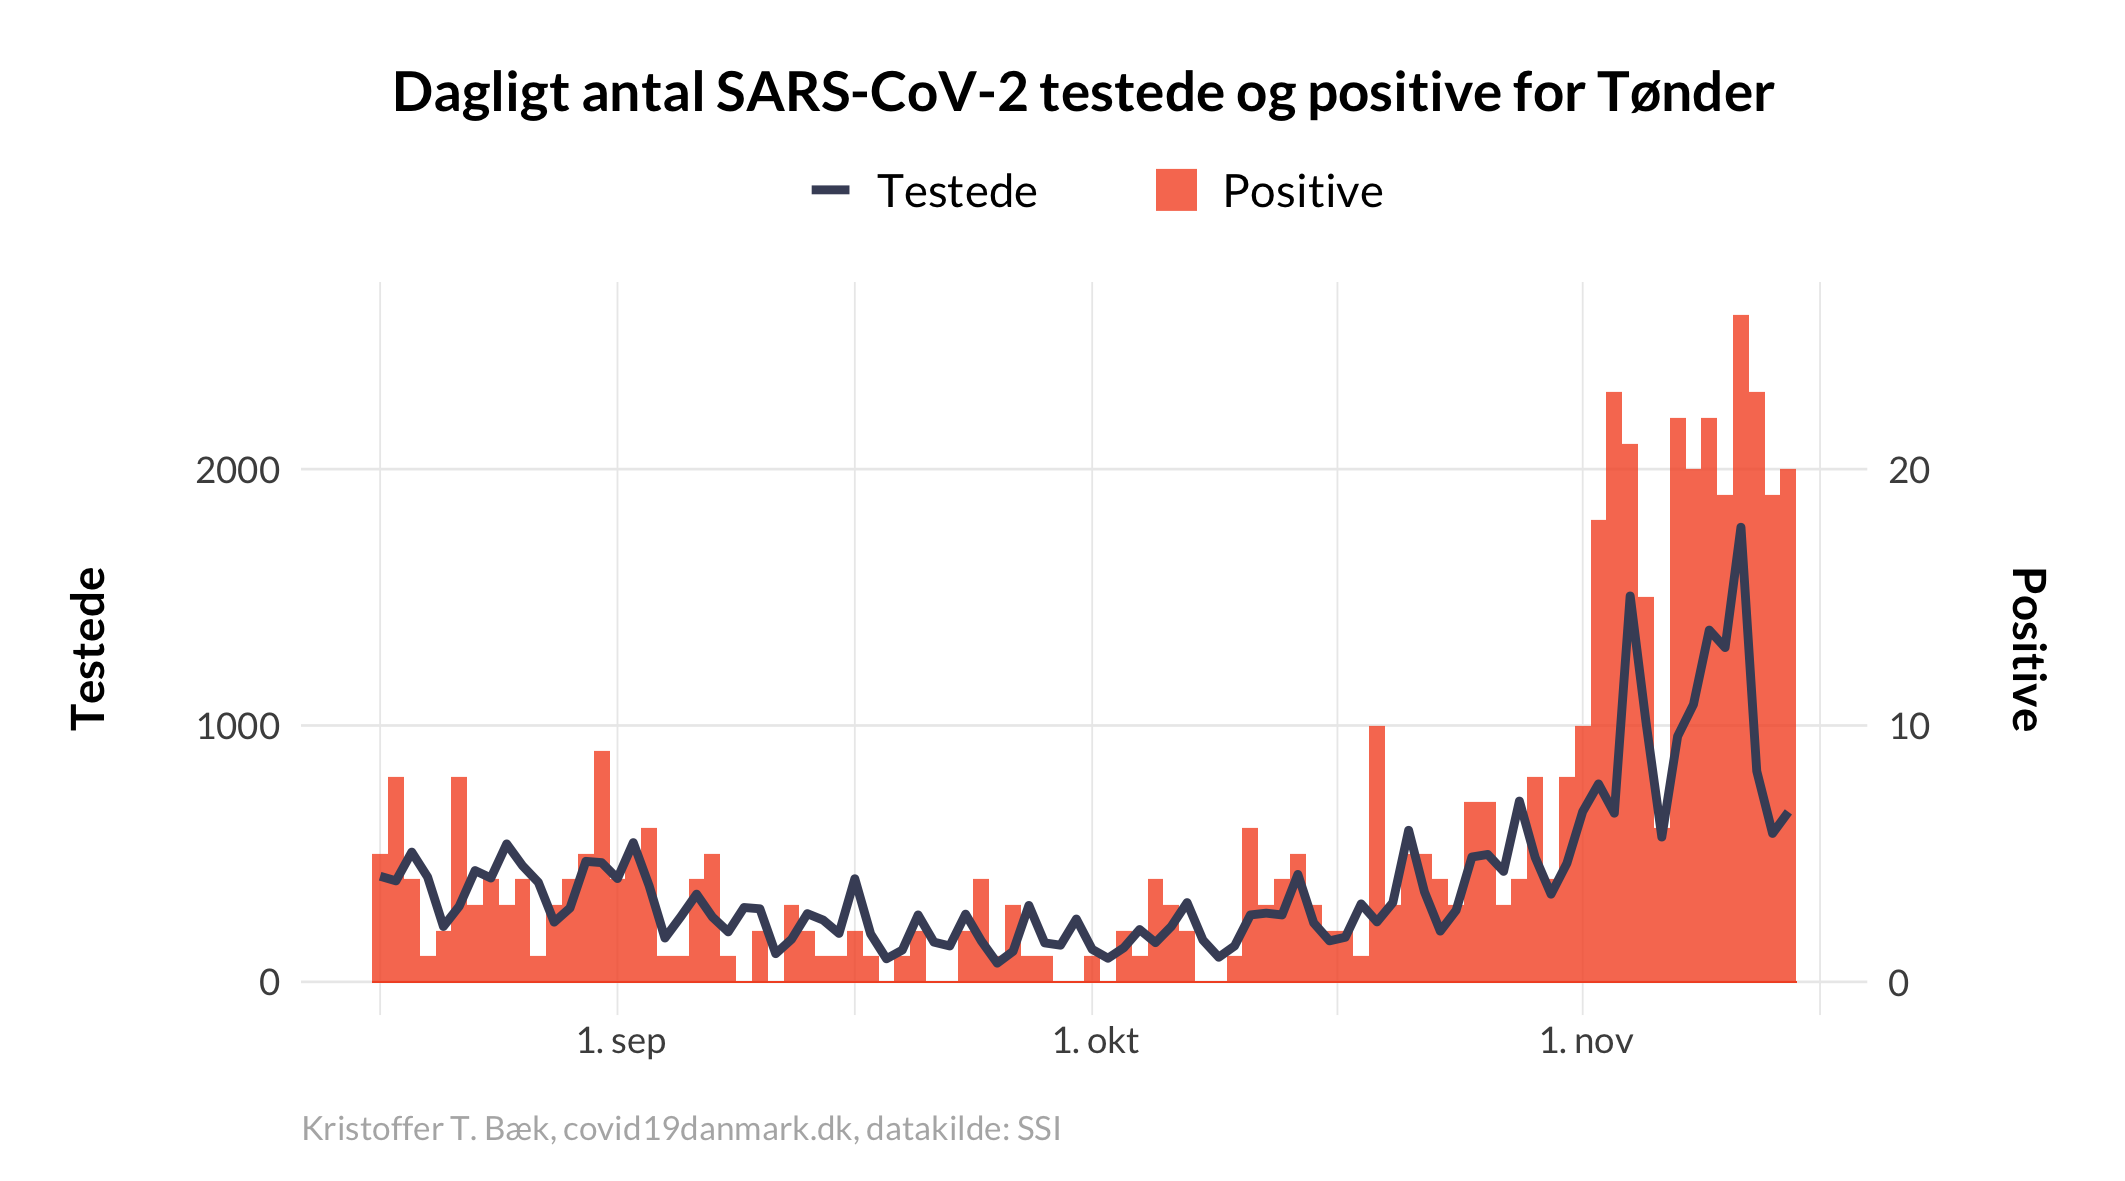 Dagligt antal SARS-CoV-2 testede og positive for Tønder
Testede
Positive
2000
1000
0
20
10
0
Testede
Positive
1. sep
1. okt
1. nov
Kristoffer T. Bæk, covid19danmark.dk, datakilde: SSI